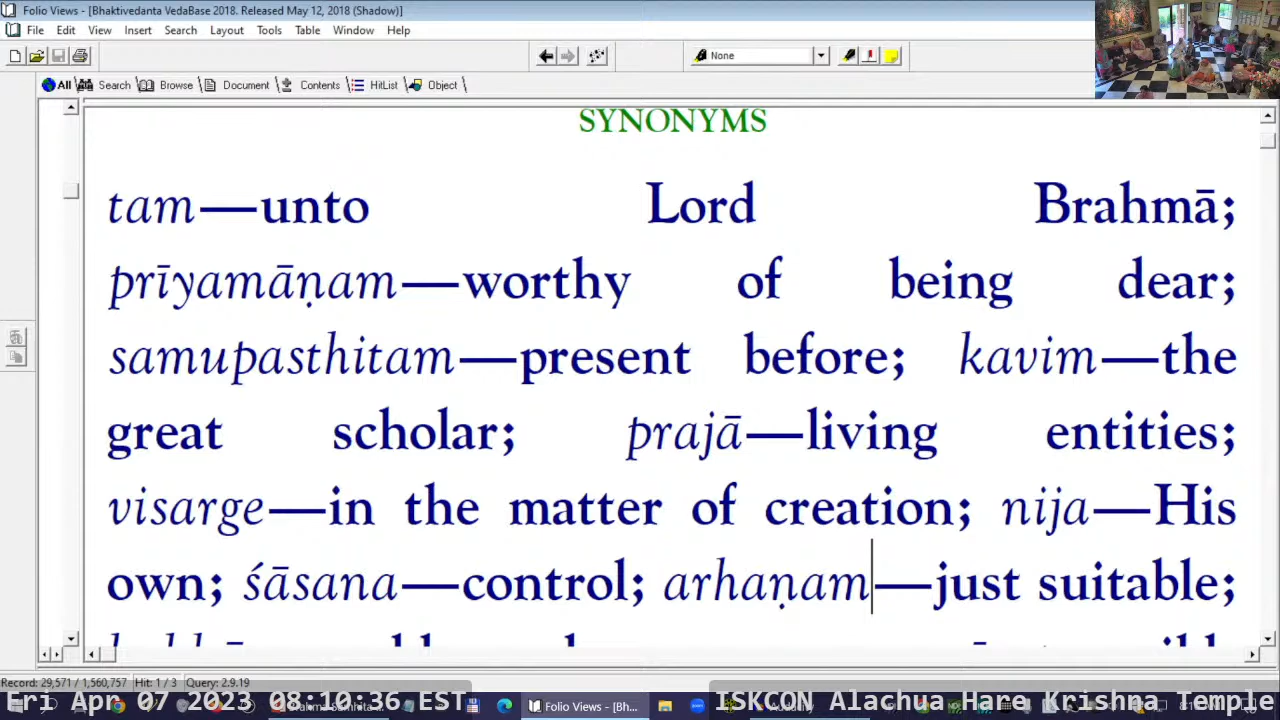 Folio Views - [Bhaktivedanta VedaBase 2018. Released May 12, 2018 (Shadow)]
File Edit View Insert Search Layout Tools Table Window Help
None
All Search Browse Document Contents HitList Object
SYNONYMS
tam—unto Lord Brahmā;
prīyamāṇam—worthy of being dear;
samupasthitam—present before; kavim—the
great scholar; prajā—living entities;
visarge—in the matter of creation; nija—His
own; śāsana—control; arhaṇam—just suitable;
Record: 29,571 / 1,560,757 Hit: 1 / 3 Query: 2.9.19
Fri Apr 07 2023 08:10:36 EST ISKCON Alachua Hare Krishna Temple
Folio Views - [Bh...